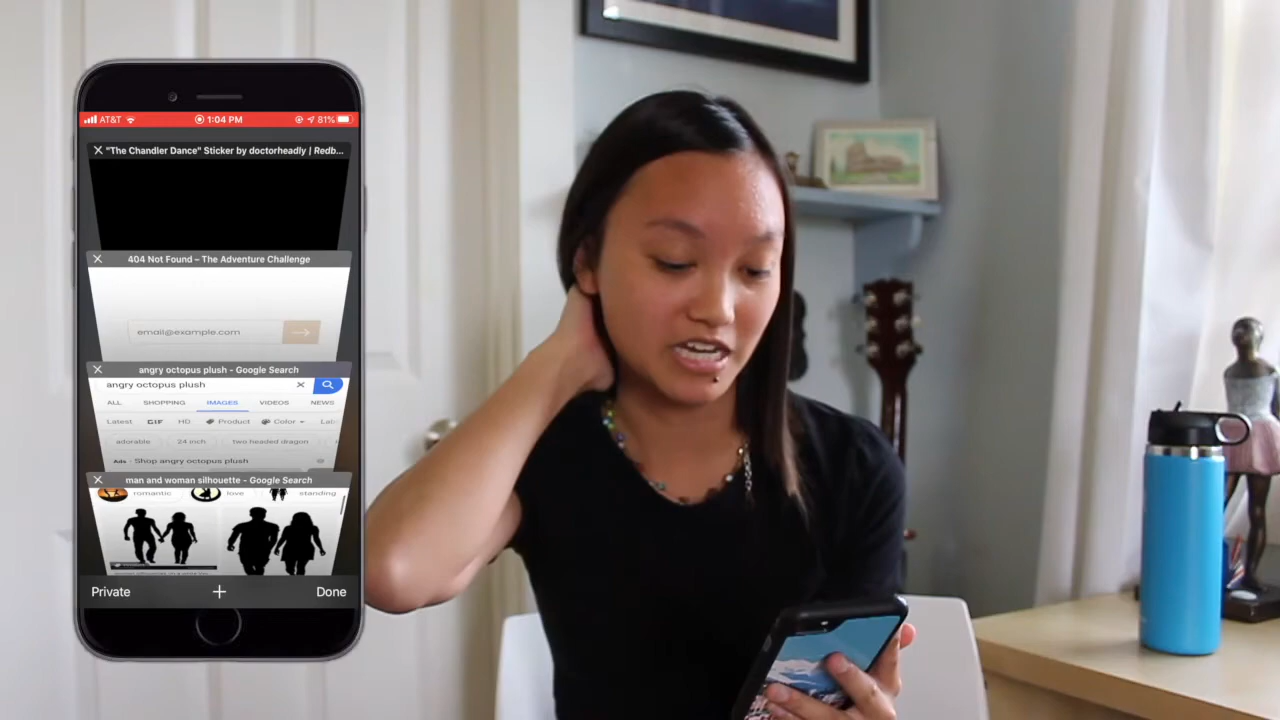 AT&T 1:04 PM 81%
"The Chandler Dance" Sticker by doctorheadly | Redb...
404 Not Found – The Adventure Challenge
email@example.com
angry octopus plush - Google Search
angry octopus plush
ALL SHOPPING IMAGES VIDEOS NEWS
Latest GIF HD Product Color
adorable 24 inch two headed dragon
Ads · Shop angry octopus plush
man and woman silhouette - Google Search
romantic love standing
Private + Done